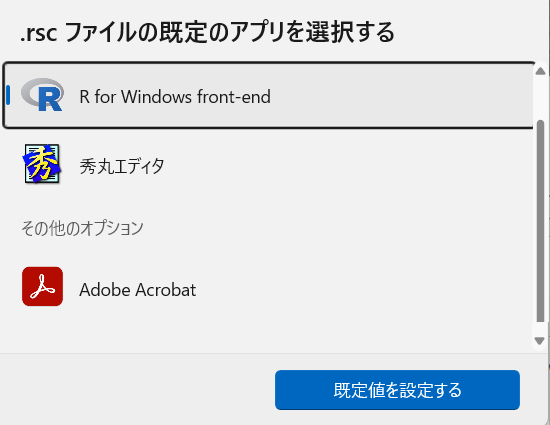 .rsc ファイルの既定のアプリを選択する
R for Windows front-end
秀丸エディタ
その他のオプション
Adobe Acrobat
既定値を設定する